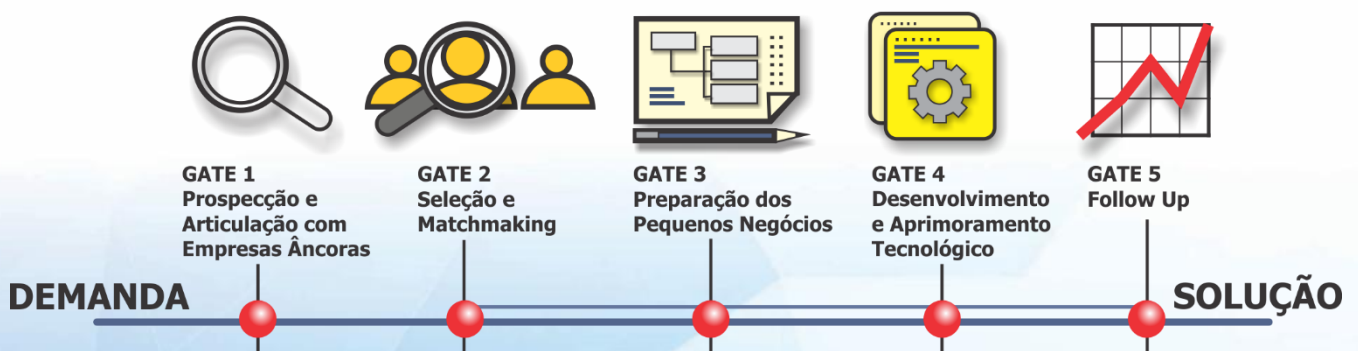 GATE 1
Prospecção e
Articulação com
Empresas Âncoras
GATE 2
Seleção e
Matchmaking
GATE 3
Preparação dos
Pequenos Negócios
GATE 4
Desenvolvimento
e Aprimoramento
Tecnológico
GATE 5
Follow Up
DEMANDA
SOLUÇÃO